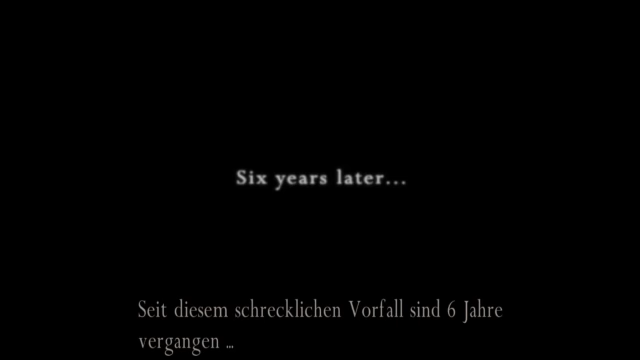 Six years later...
Seit diesem schrecklichen Vorfall sind 6 Jahre
vergangen ...